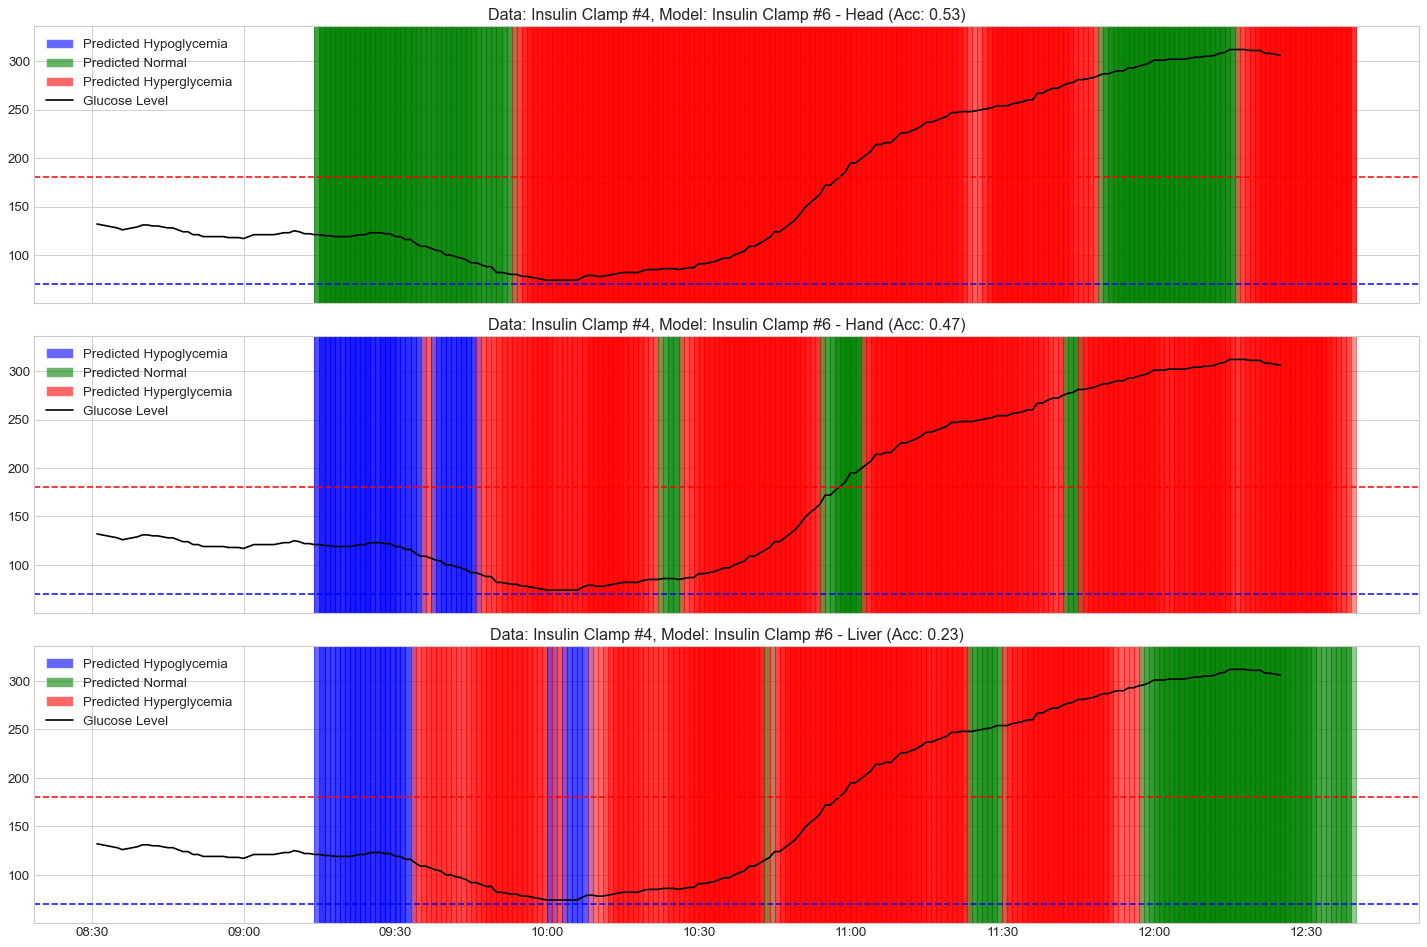 Data: Insulin Clamp #4, Model: Insulin Clamp #6 - Head (Acc: 0.53)
Predicted Hypoglycemia
Predicted Normal
Predicted Hyperglycemia
Glucose Level
300
250
200
150
100
Data: Insulin Clamp #4, Model: Insulin Clamp #6 - Hand (Acc: 0.47)
Predicted Hypoglycemia
Predicted Normal
Predicted Hyperglycemia
Glucose Level
300
250
200
150
100
Data: Insulin Clamp #4, Model: Insulin Clamp #6 - Liver (Acc: 0.23)
Predicted Hypoglycemia
Predicted Normal
Predicted Hyperglycemia
Glucose Level
300
250
200
150
100
08:30 09:00 09:30 10:00 10:30 11:00 11:30 12:00 12:30